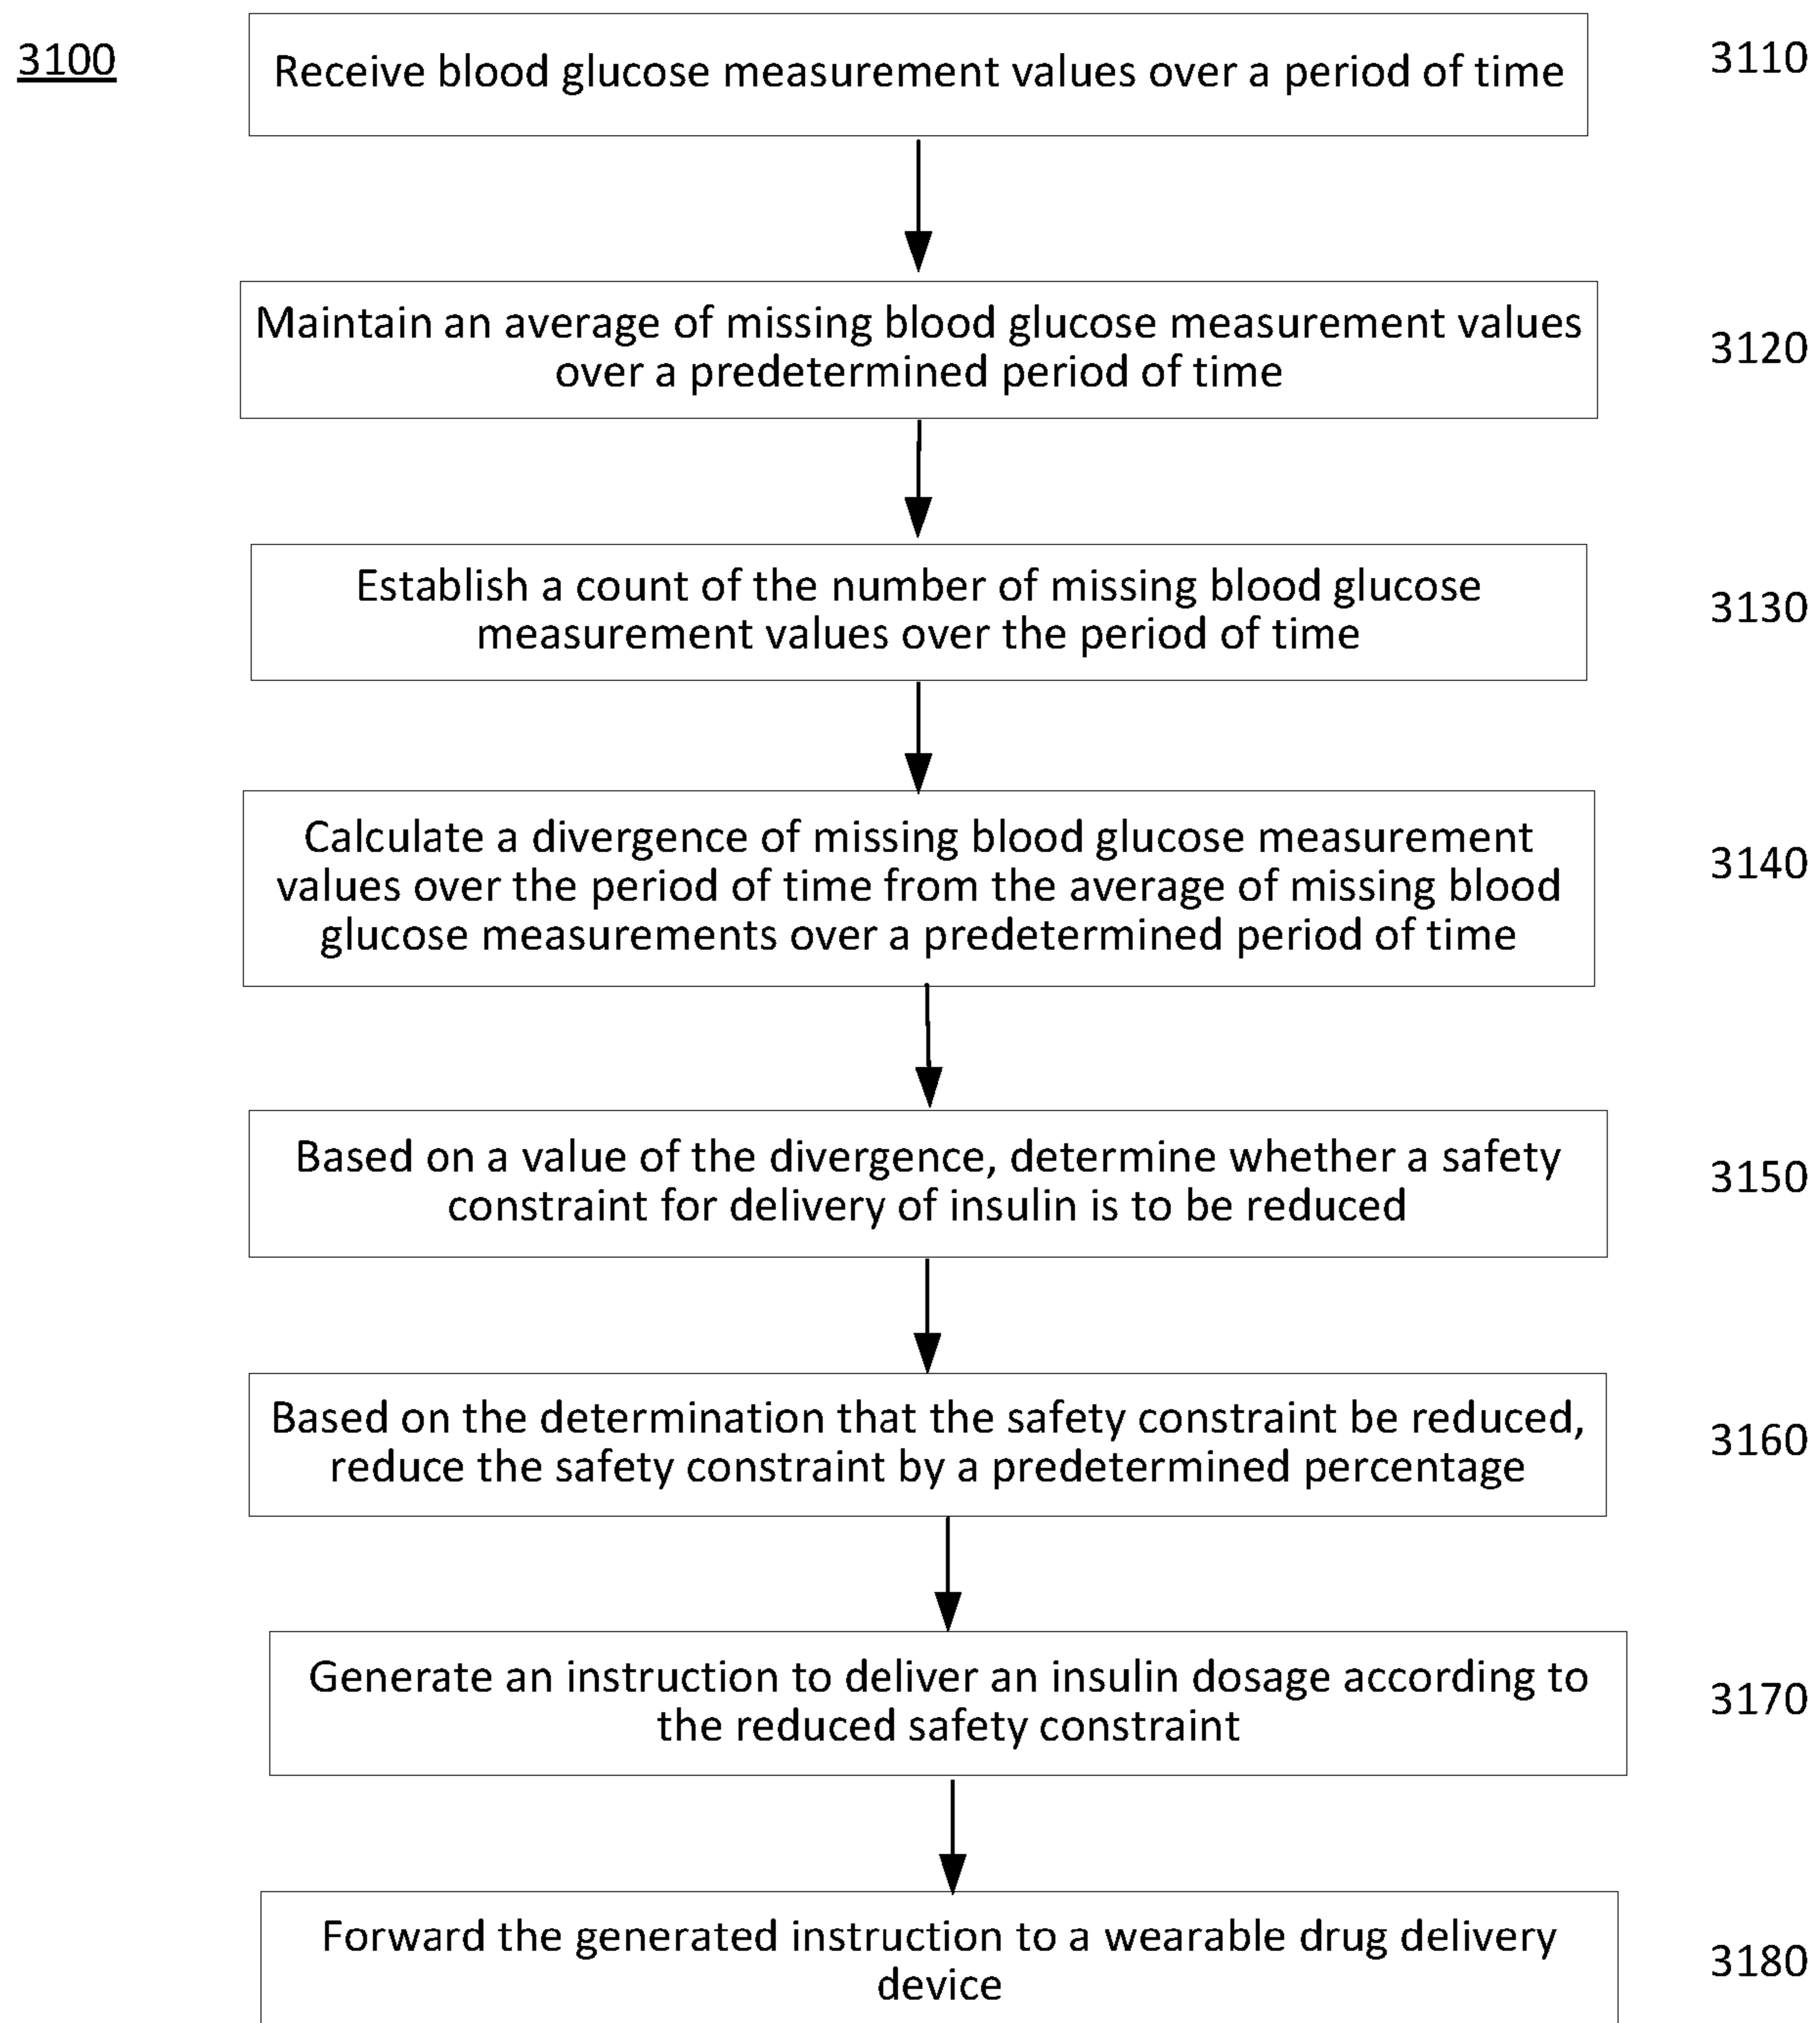 3100
Receive blood glucose measurement values over a period of time
3110
Maintain an average of missing blood glucose measurement values
over a predetermined period of time
3120
Establish a count of the number of missing blood glucose
measurement values over the period of time
3130
Calculate a divergence of missing blood glucose measurement
values over the period of time from the average of missing blood
glucose measurements over a predetermined period of time
3140
Based on a value of the divergence, determine whether a safety
constraint for delivery of insulin is to be reduced
3150
Based on the determination that the safety constraint be reduced,
reduce the safety constraint by a predetermined percentage
3160
Generate an instruction to deliver an insulin dosage according to
the reduced safety constraint
3170
Forward the generated instruction to a wearable drug delivery
device
3180